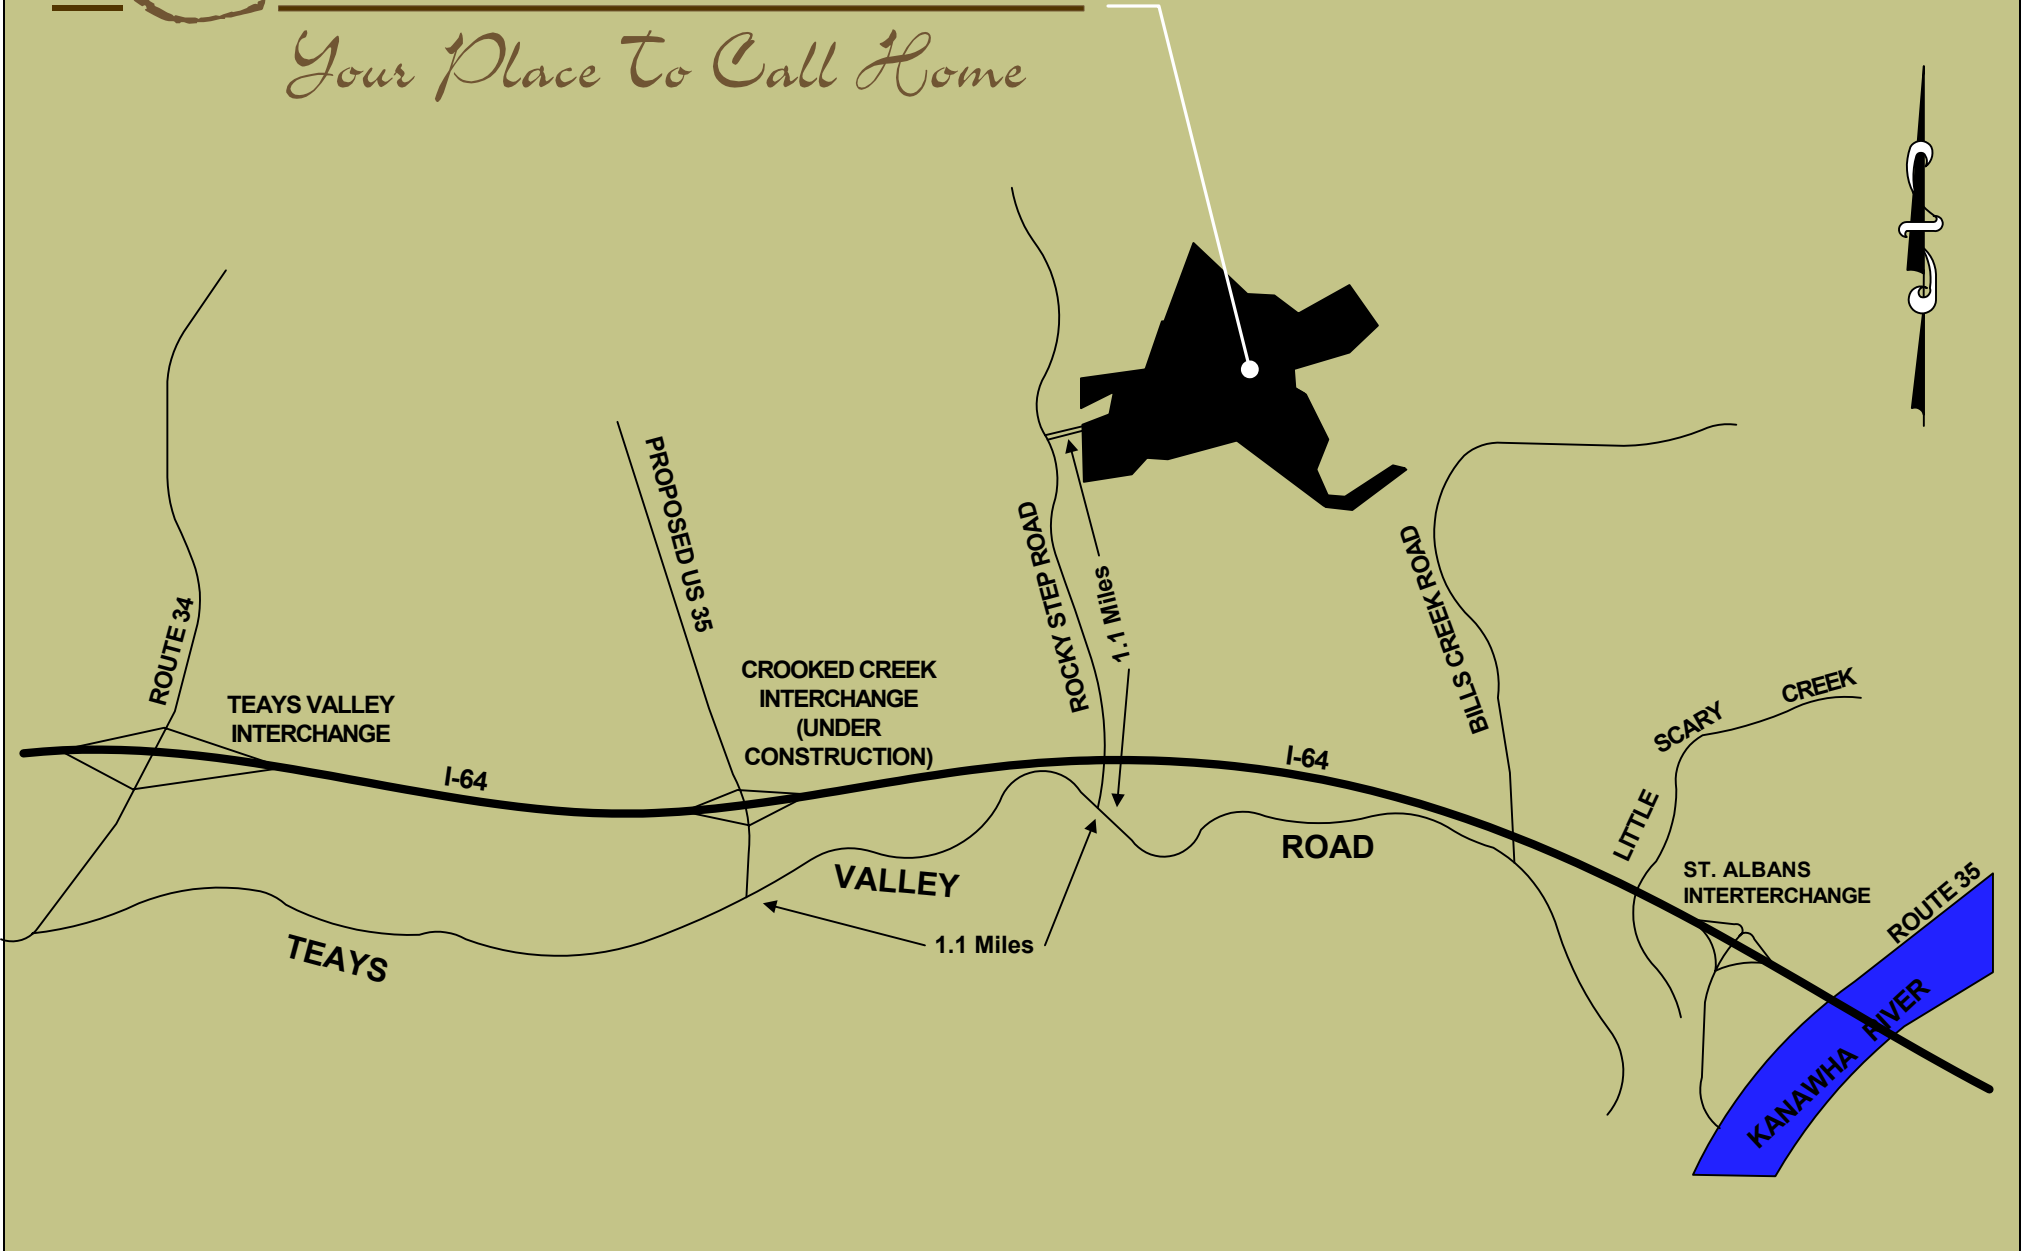 Your Place To Call Home
PROPOSED US 35
ROCKY STEP ROAD
1.1 Miles
BILLS CREEK ROAD
ROUTE 34
TEAYS VALLEY
INTERCHANGE
CROOKED CREEK
INTERCHANGE
(UNDER
CONSTRUCTION)
I-64
I-64
LITTLE
SCARY
CREEK
ST. ALBANS
INTERTERCHANGE
ROUTE 35
TEAYS
VALLEY
ROAD
1.1 Miles
KANAWHA
RIVER